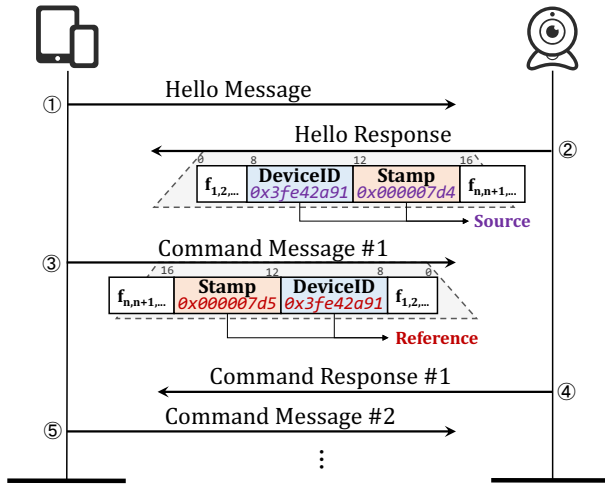 ① Hello Message
Hello Response ②
0 8 12 16
f1,2,... DeviceID 0x3fe42a91 Stamp 0x000007d4 fn,n+1,...
Source
③ Command Message #1
16 12 8 0
fn,n+1,... Stamp 0x000007d5 DeviceID 0x3fe42a91 f1,2,...
Reference
Command Response #1 ④
⑤ Command Message #2
⋮